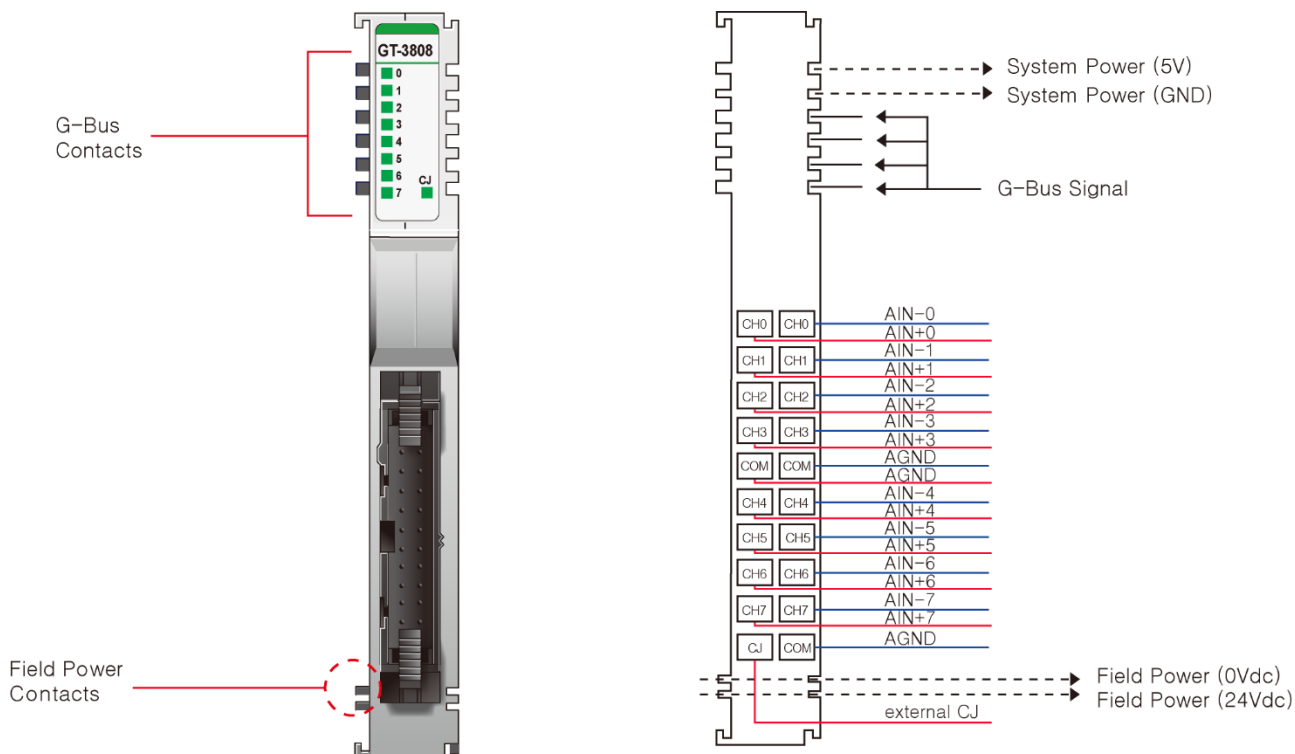 GT-3808
0
1
2
3
4
5
6
7
CJ
G-Bus
Contacts
Field Power
Contacts
System Power (5V)
System Power (GND)
G-Bus Signal
CH0 CH0 AIN-0
AIN+0
CH1 CH1 AIN-1
AIN+1
CH2 CH2 AIN-2
AIN+2
CH3 CH3 AIN-3
AIN+3
COM COM AGND
AGND
CH4 CH4 AIN-4
AIN+4
CH5 CH5 AIN-5
AIN+5
CH6 CH6 AIN-6
AIN+6
CH7 CH7 AIN-7
AIN+7
CJ COM AGND
Field Power (0Vdc)
Field Power (24Vdc)
external CJ